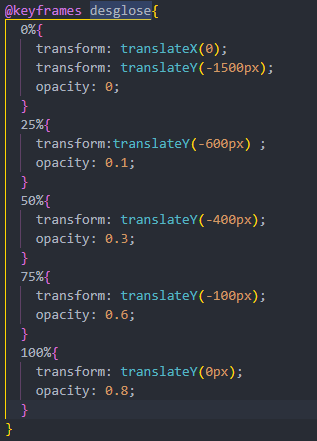 @keyframes desglose{
0%{
transform: translateX(0);
transform: translateY(-1500px);
opacity: 0;
}
25%{
transform:translateY(-600px) ;
opacity: 0.1;
}
50%{
transform: translateY(-400px);
opacity: 0.3;
}
75%{
transform: translateY(-100px);
opacity: 0.6;
}
100%{
transform: translateY(0px);
opacity: 0.8;
}
}